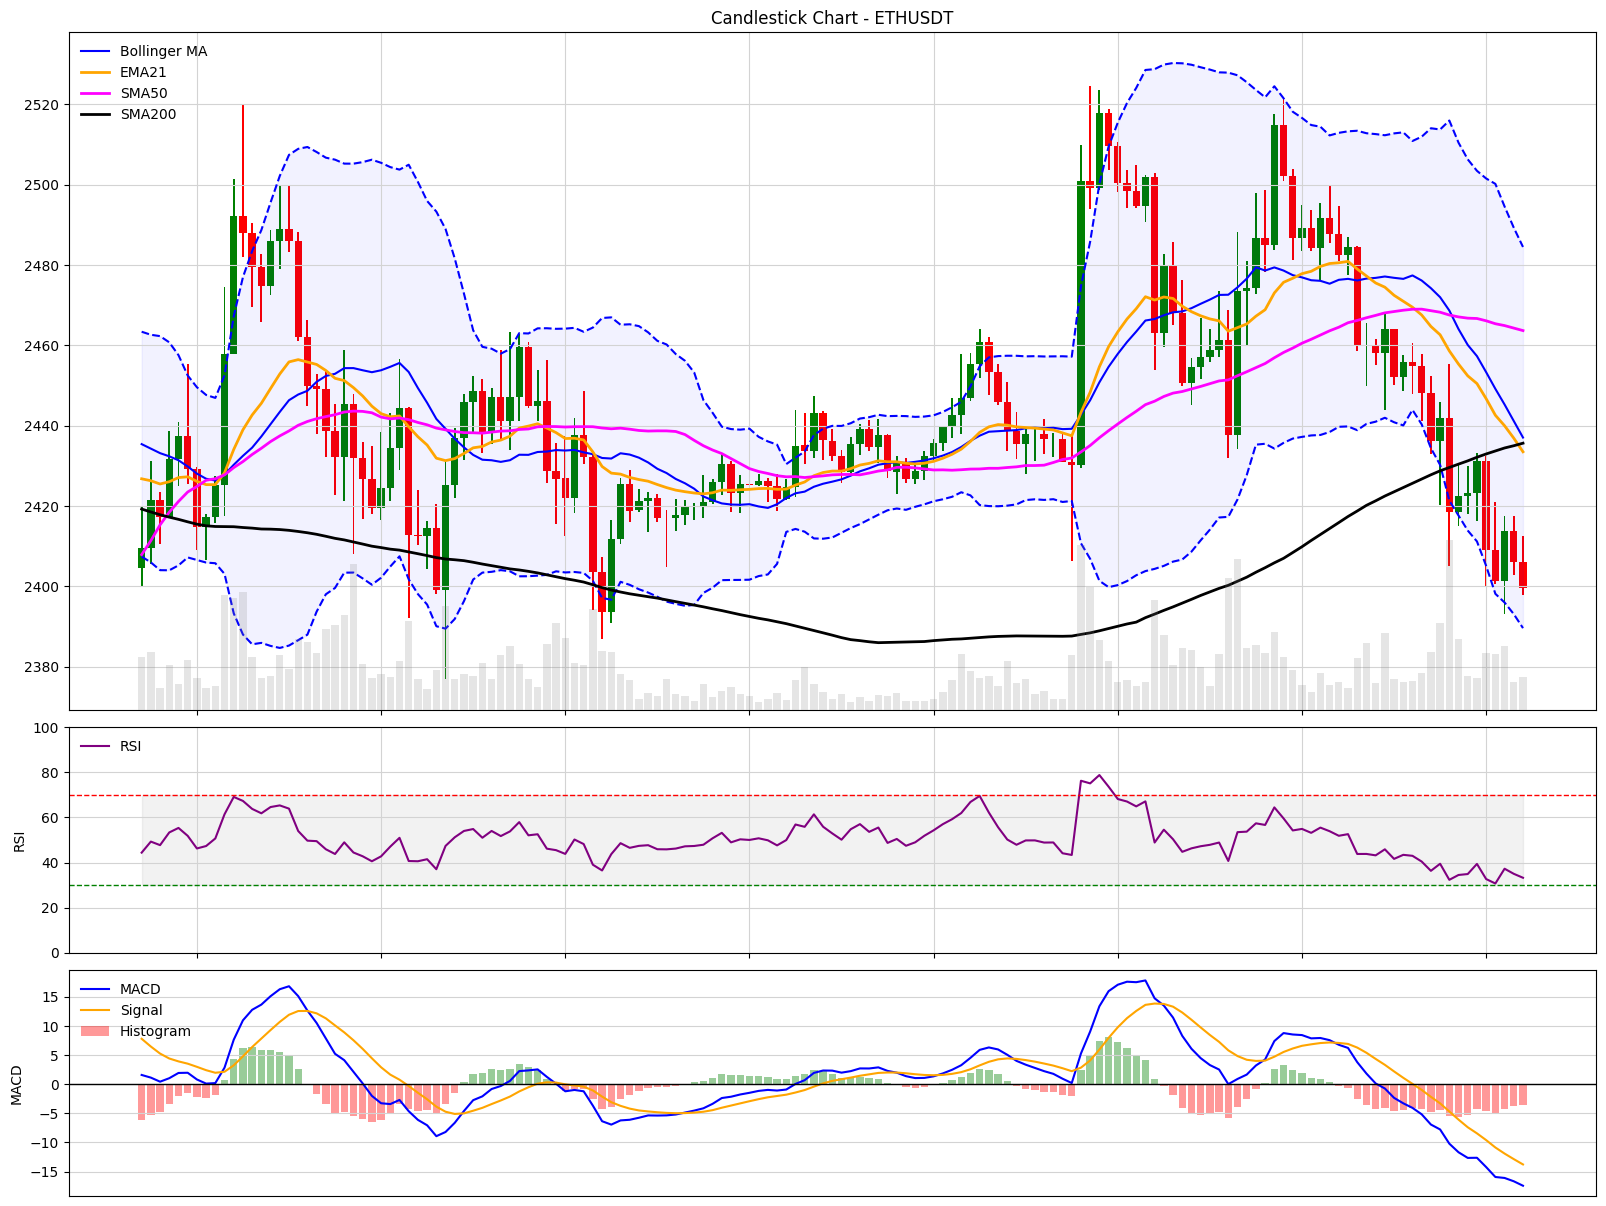 Candlestick Chart - ETHUSDT
Bollinger MA
EMA21
SMA50
SMA200
2520
2500
2480
2460
2440
2420
2400
2380
RSI
100
80
60
40
20
0
RSI
MACD
Signal
Histogram
15
10
5
0
−5
−10
−15
MACD